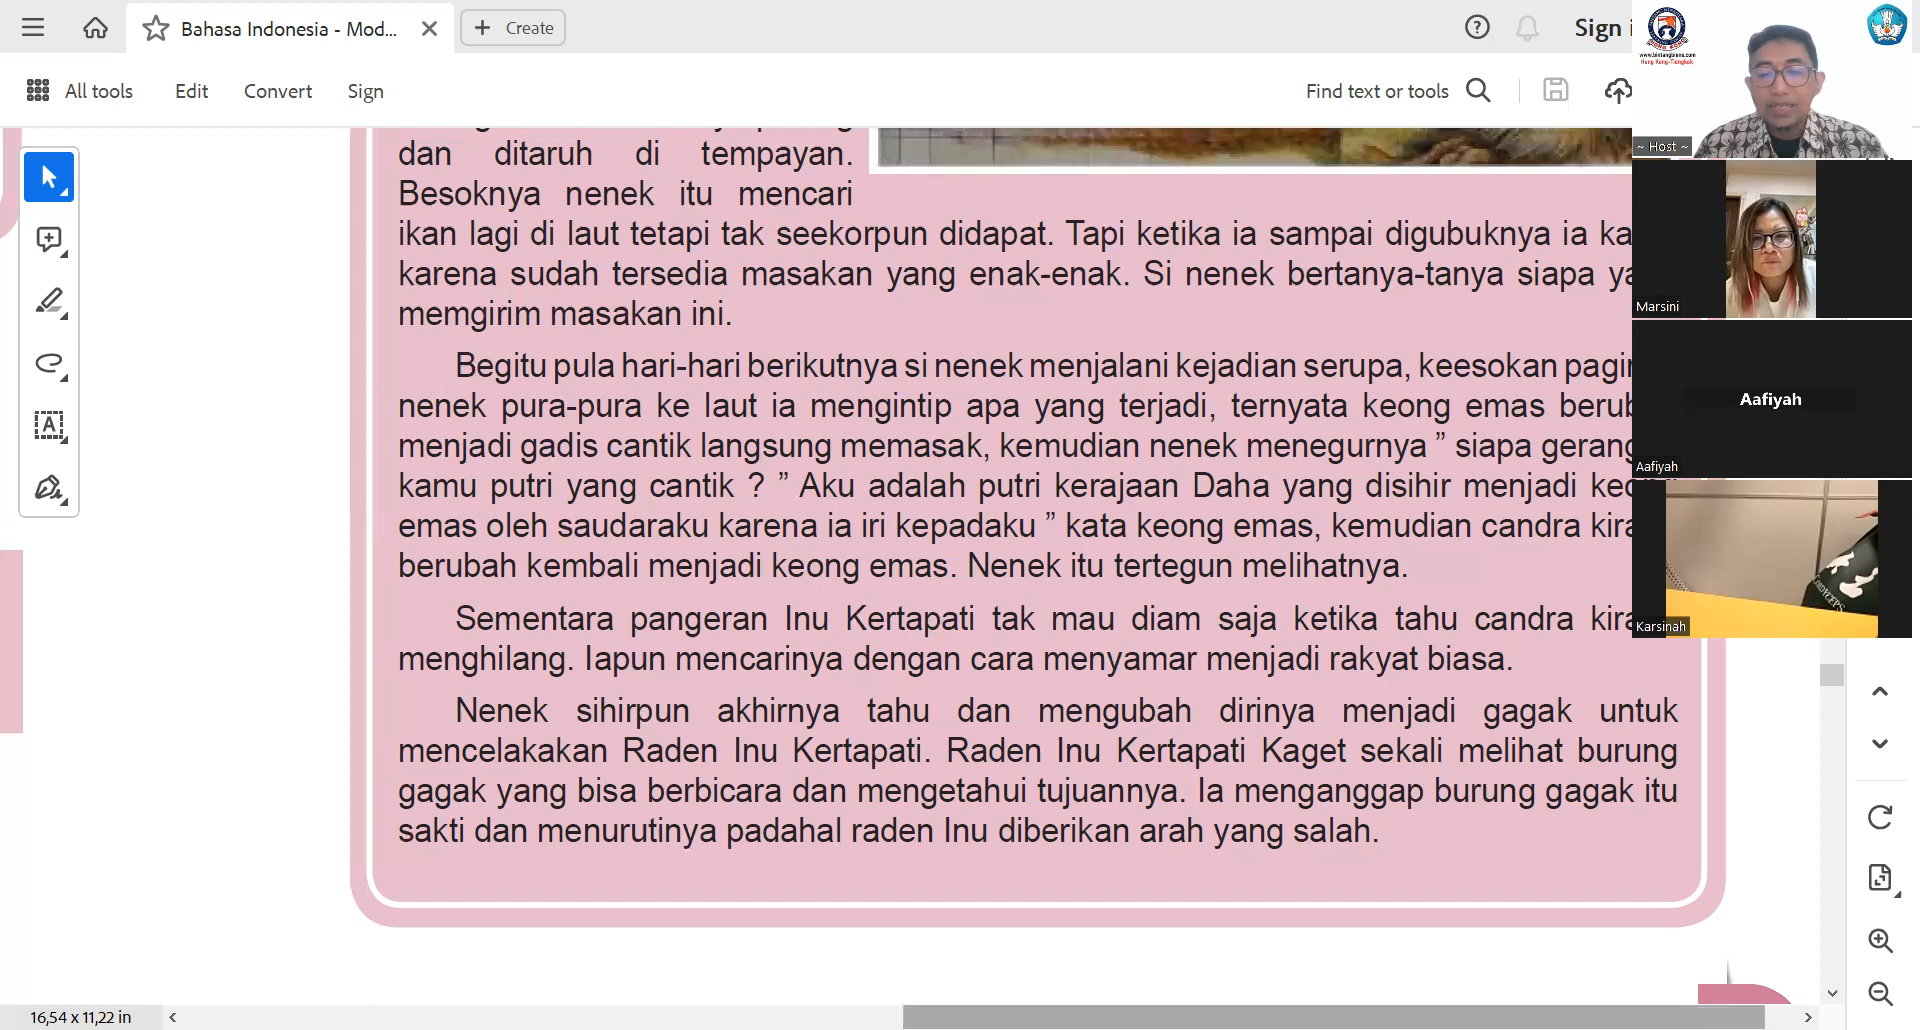 Bahasa Indonesia - Mod...
Create
Sign
All tools
Edit
Convert
Sign
Find text or tools
www.bintangbiena.com
Hong Kong-Tiongkok
~ Host ~
Marsini
Aafiyah
Aafiyah
Karsinah
dan ditaruh di tempayan.
Besoknya nenek itu mencari
ikan lagi di laut tetapi tak seekorpun didapat. Tapi ketika ia sampai digubuknya ia
karena sudah tersedia masakan yang enak-enak. Si nenek bertanya-tanya siapa
memgirim masakan ini.
Begitu pula hari-hari berikutnya si nenek menjalani kejadian serupa, keesokan
nenek pura-pura ke laut ia mengintip apa yang terjadi, ternyata keong emas
menjadi gadis cantik langsung memasak, kemudian nenek menegurnya ” siapa
kamu putri yang cantik ? ” Aku adalah putri kerajaan Daha yang disihir menjadi
emas oleh saudaraku karena ia iri kepadaku ” kata keong emas, kemudian candra
berubah kembali menjadi keong emas. Nenek itu tertegun melihatnya.
Sementara pangeran Inu Kertapati tak mau diam saja ketika tahu candra
menghilang. Iapun mencarinya dengan cara menyamar menjadi rakyat biasa.
Nenek sihirpun akhirnya tahu dan mengubah dirinya menjadi gagak untuk
mencelakakan Raden Inu Kertapati. Raden Inu Kertapati Kaget sekali melihat burung
gagak yang bisa berbicara dan mengetahui tujuannya. Ia menganggap burung gagak itu
sakti dan menurutinya padahal raden Inu diberikan arah yang salah.
16,54 x 11,22 in